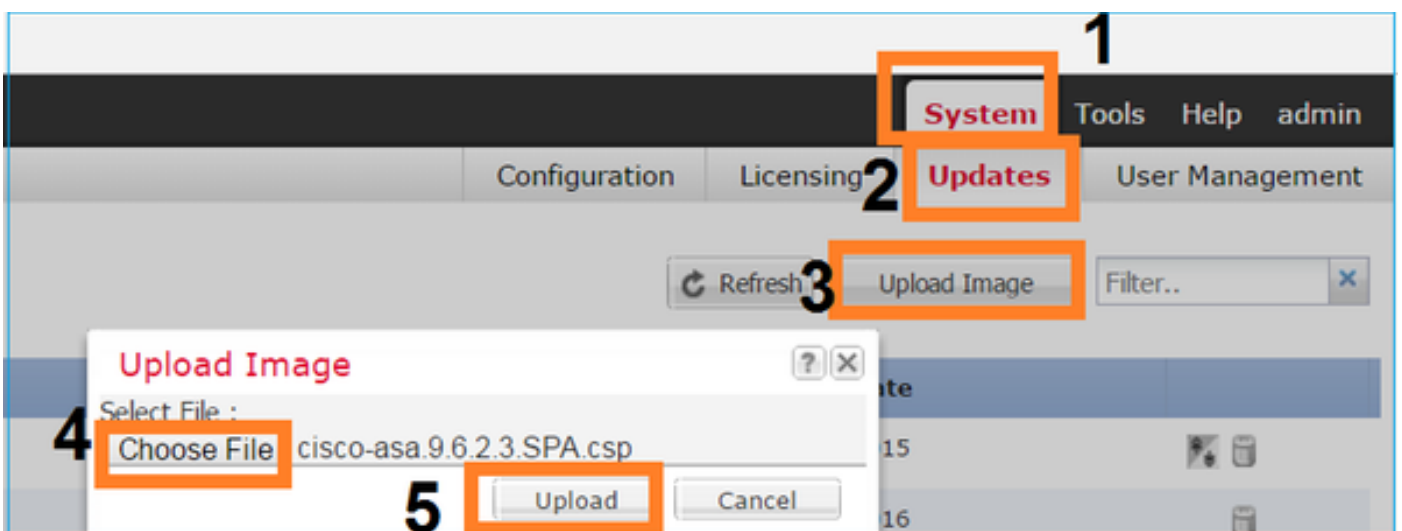 1
System Tools Help admin
Configuration Licensing 2 Updates User Management
Refresh 3 Upload Image Filter..
Upload Image ?
Select File :
4 Choose File cisco-asa.9.6.2.3.SPA.csp
5 Upload Cancel
ate
15
16